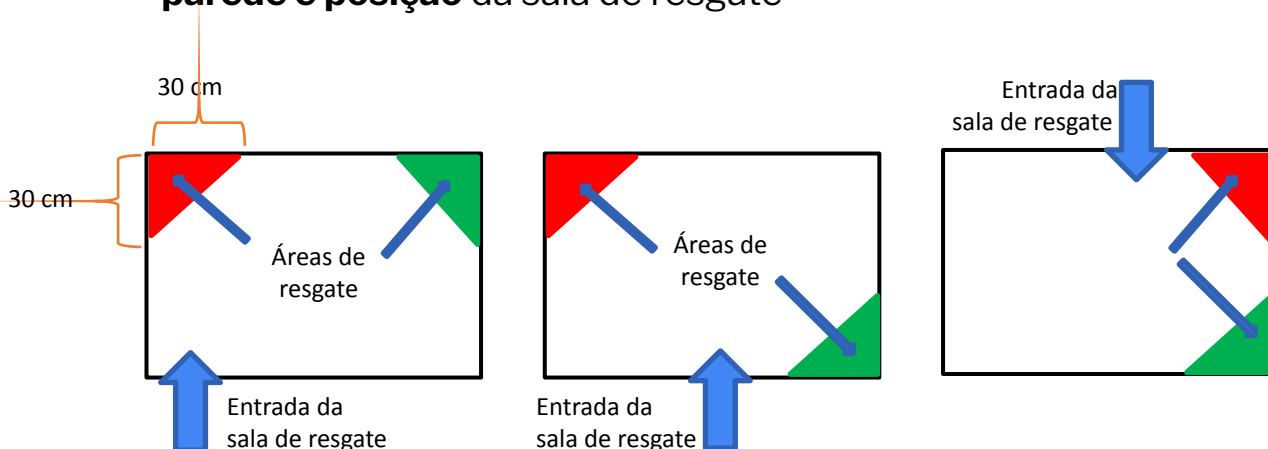 parede e posição da sala de resgate
30 cm
30 cm
Áreas de
resgate
Entrada da
sala de resgate
Áreas de
resgate
Entrada da
sala de resgate
Entrada da
sala de resgate